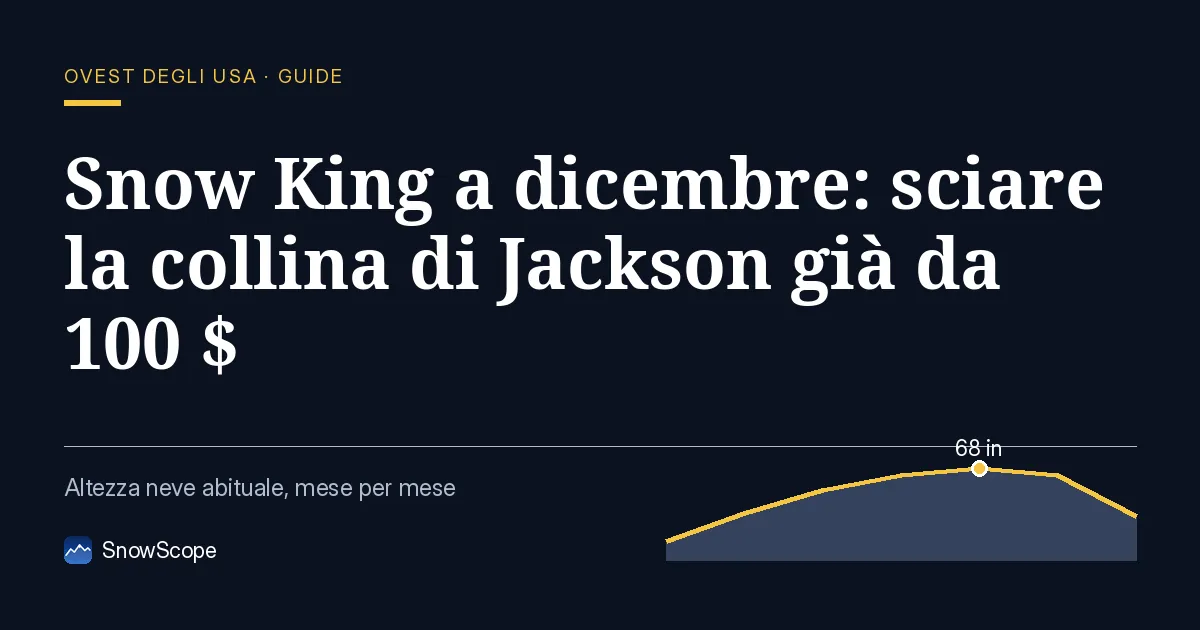 OVEST DEGLI USA · GUIDE
Snow King a dicembre: sciare
la collina di Jackson già da
100 $
68 in
Altezza neve abituale, mese per mese
SnowScope